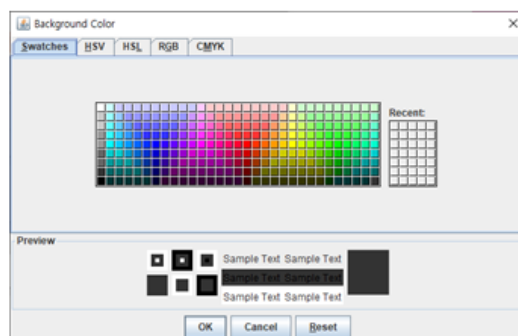 Background Color
Swatches HSV HSL RGB CMYK
Recent:
Preview
Sample Text Sample Text
Sample Text Sample Text
Sample Text Sample Text
OK Cancel Reset